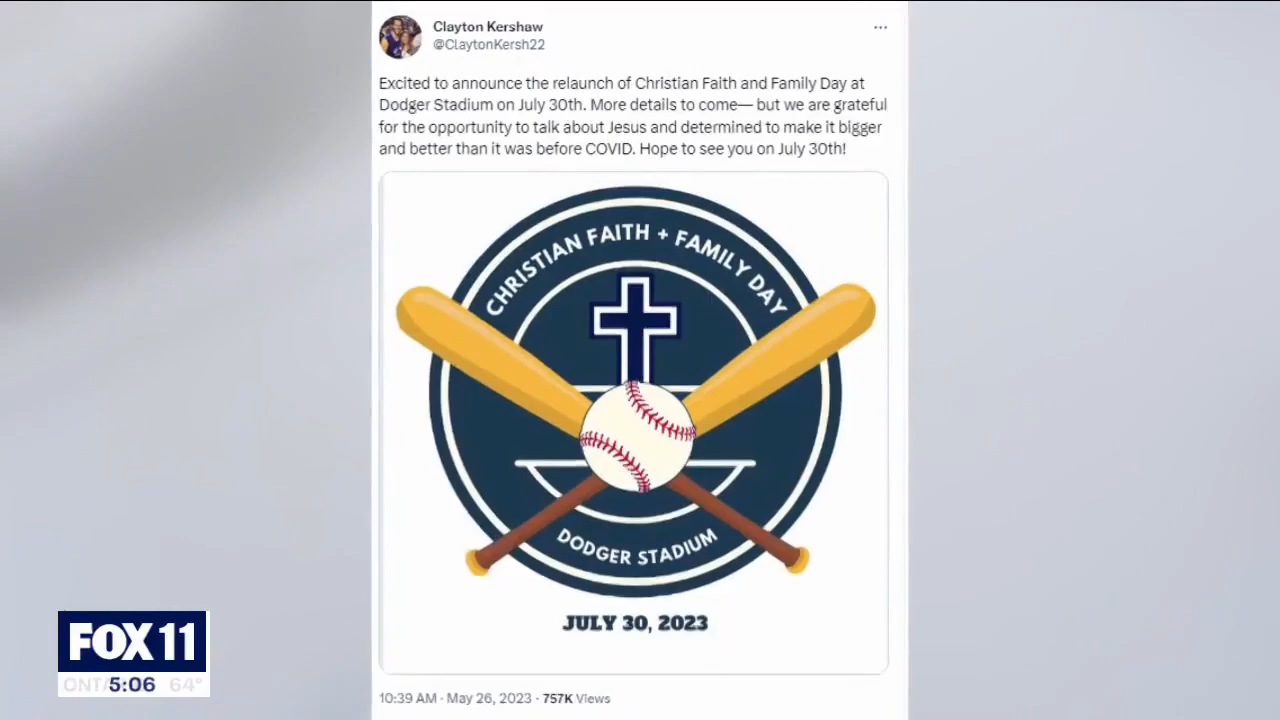 Clayton Kershaw
@ClaytonKersh22
Excited to announce the relaunch of Christian Faith and Family Day at
Dodger Stadium on July 30th. More details to come— but we are grateful
for the opportunity to talk about Jesus and determined to make it bigger
and better than it was before COVID. Hope to see you on July 30th!
CHRISTIAN FAITH + FAMILY DAY
DODGER STADIUM
JULY 30, 2023
10:39 AM · May 26, 2023 · 757K Views
FOX 11
5:06 64°